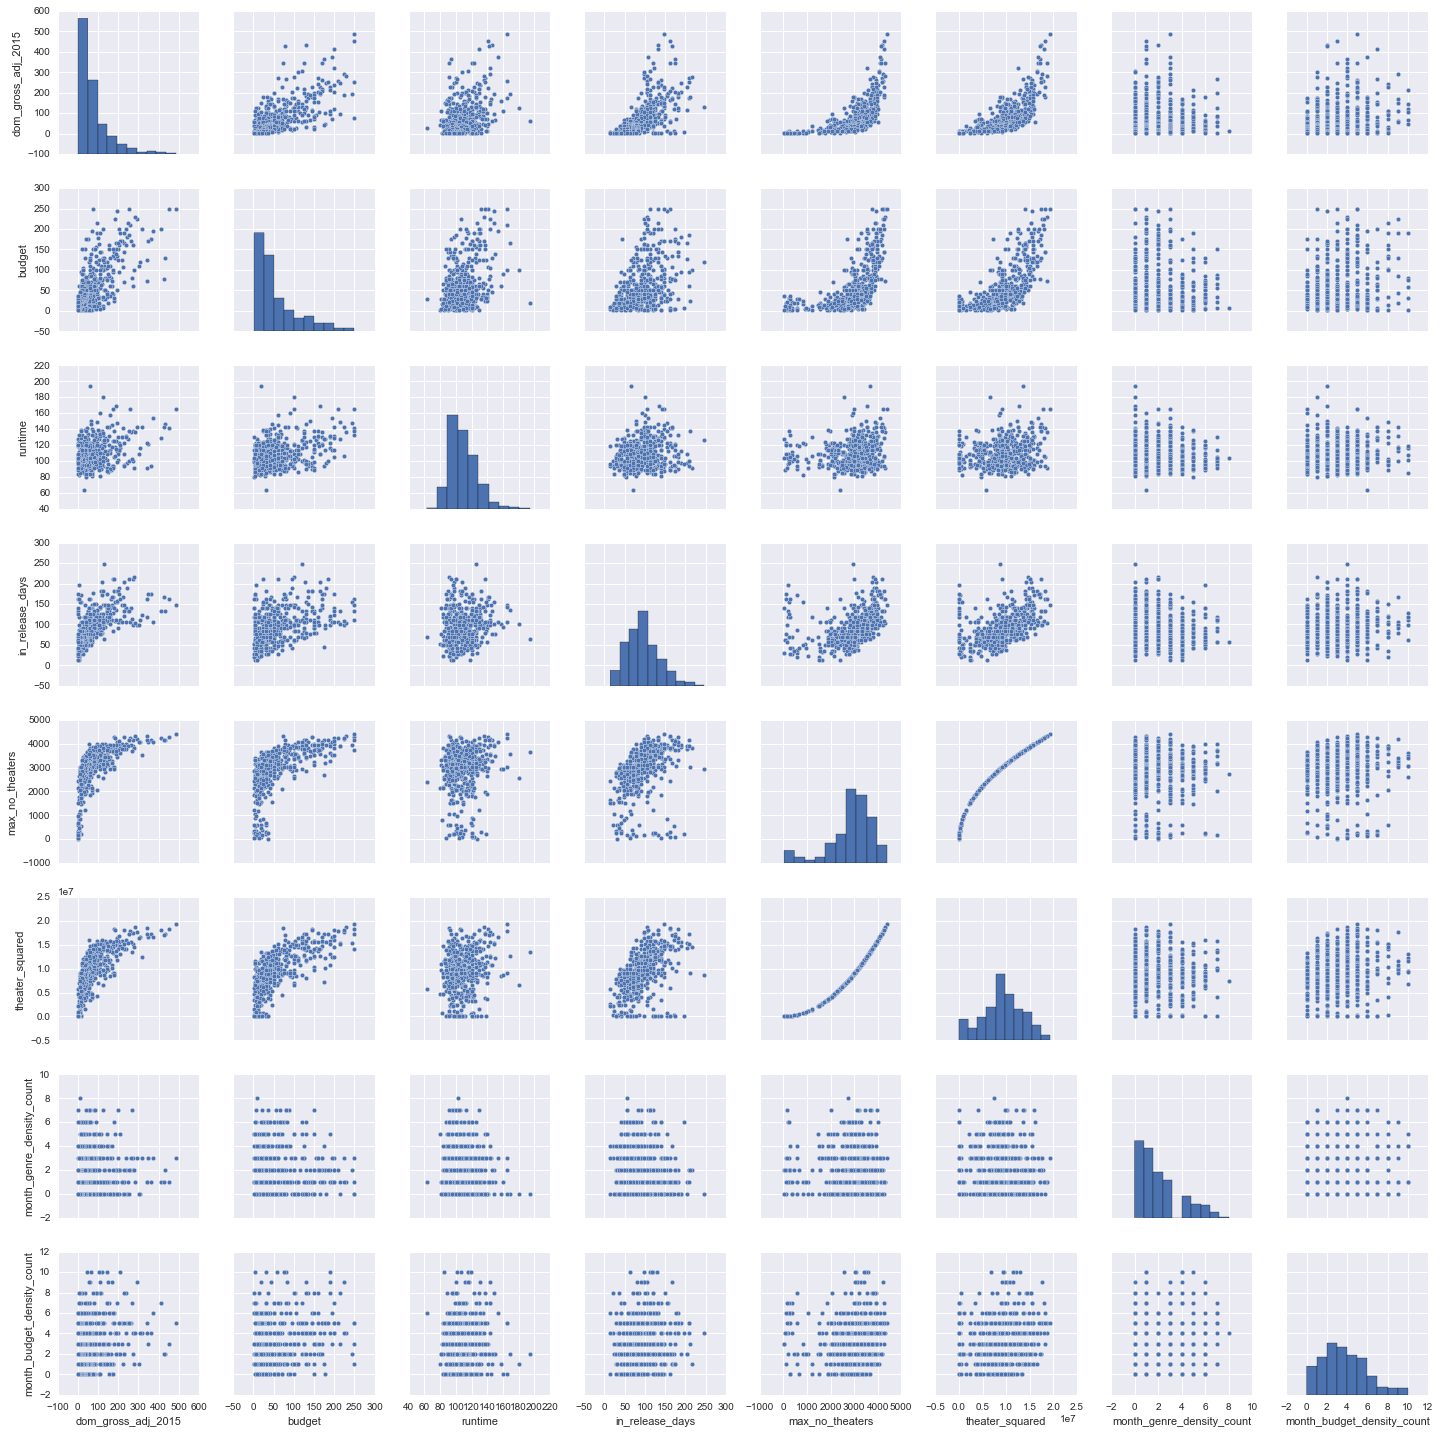 dom_gross_adj_2015
600
500
400
300
200
100
0
−100
budget
300
250
200
150
100
50
0
−50
runtime
220
200
180
160
140
120
100
80
60
40
in_release_days
300
250
200
150
100
50
0
−50
max_no_theaters
5000
4000
3000
2000
1000
0
−1000
theater_squared
1e7
2.5
2.0
1.5
1.0
0.5
0.0
−0.5
month_genre_density_count
10
8
6
4
2
0
−2
month_budget_density_count
12
10
8
6
4
2
0
−2
−100 0 100 200 300 400 500 600
dom_gross_adj_2015
−50 0 50 100 150 200 250 300
budget
40 60 80 100 120 140 160 180 200 220
runtime
−50 0 50 100 150 200 250 300
in_release_days
−1000 0 1000 2000 3000 4000 5000
max_no_theaters
−0.5 0.0 0.5 1.0 1.5 2.0 2.5
theater_squared
1e7
−2 0 2 4 6 8 10
month_genre_density_count
−2 0 2 4 6 8 10 12
month_budget_density_count